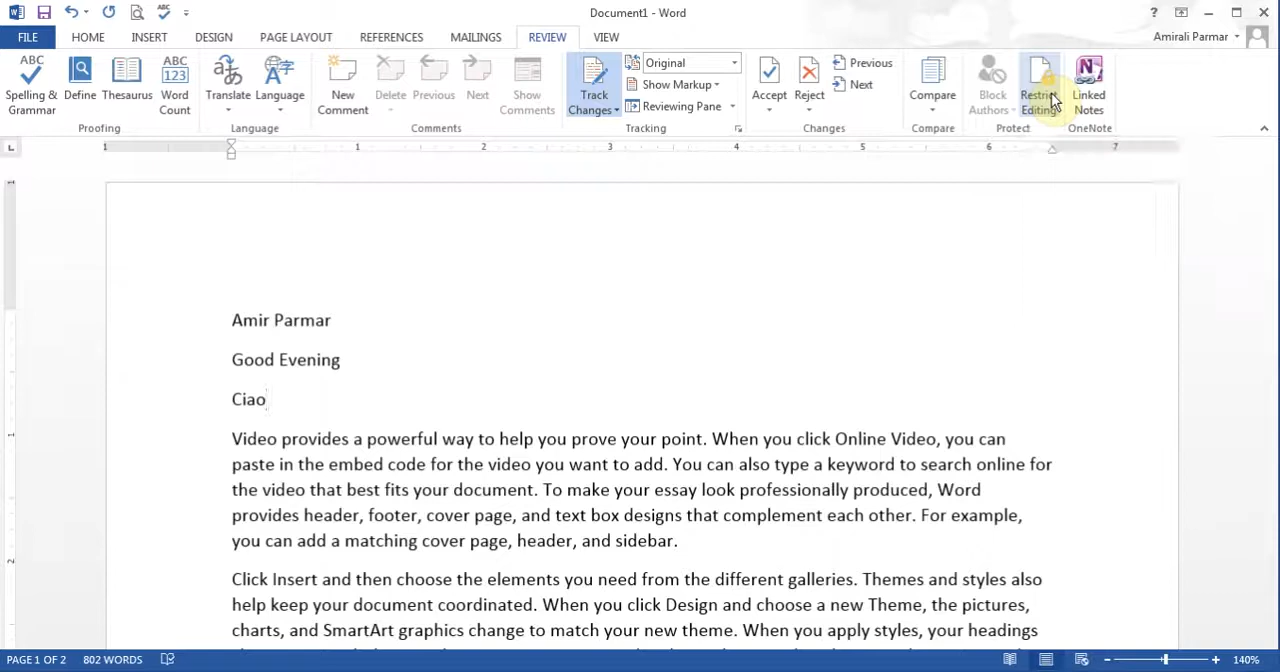 Document1 - Word
FILE HOME INSERT DESIGN PAGE LAYOUT REFERENCES MAILINGS REVIEW VIEW Amirali Parmar
ABC Spelling & Grammar
Define
Thesaurus
ABC 123 Word Count
Proofing
Translate
Language
Language
New Comment
Delete
Previous
Next
Show Comments
Comments
Track Changes
Original
Show Markup
Reviewing Pane
Tracking
Accept
Reject
Previous
Next
Changes
Compare
Compare
Block Authors
Restrict Editing
Protect
Linked Notes
OneNote
1 1 2 3 4 5 6 7
Amir Parmar
Good Evening
Ciao
Video provides a powerful way to help you prove your point. When you click Online Video, you can
paste in the embed code for the video you want to add. You can also type a keyword to search online for
the video that best fits your document. To make your essay look professionally produced, Word
provides header, footer, cover page, and text box designs that complement each other. For example,
you can add a matching cover page, header, and sidebar.
Click Insert and then choose the elements you need from the different galleries. Themes and styles also
help keep your document coordinated. When you click Design and choose a new Theme, the pictures,
charts, and SmartArt graphics change to match your new theme. When you apply styles, your headings
PAGE 1 OF 2 802 WORDS 140%